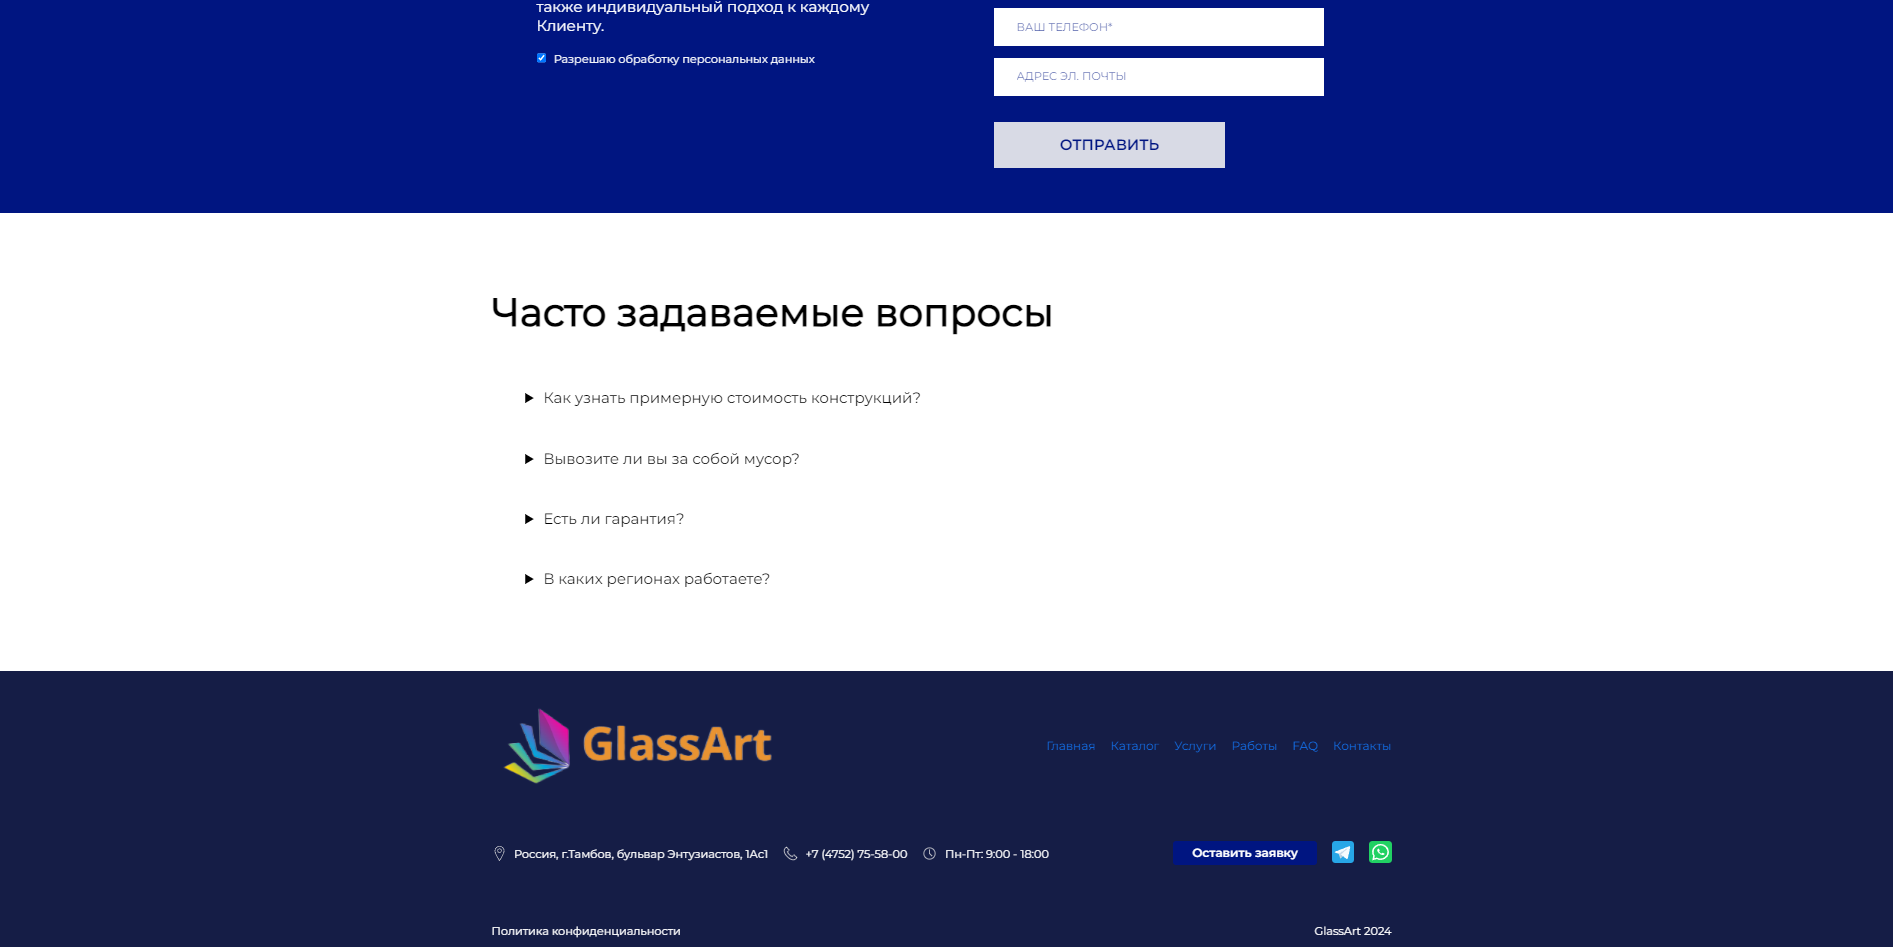 также индивидуальный подход к каждому
Клиенту.
Разрешаю обработку персональных данных
ВАШ ТЕЛЕФОН*
АДРЕС ЭЛ. ПОЧТЫ
ОТПРАВИТЬ
Часто задаваемые вопросы
Как узнать примерную стоимость конструкций?
Вывозите ли вы за собой мусор?
Есть ли гарантия?
В каких регионах работаете?
GlassArt
Главная Каталог Услуги Работы FAQ Контакты
Россия, г.Тамбов, бульвар Энтузиастов, 1Ас1 +7 (4752) 75-58-00 Пн-Пт: 9:00 - 18:00 Оставить заявку
Политика конфиденциальности GlassArt 2024